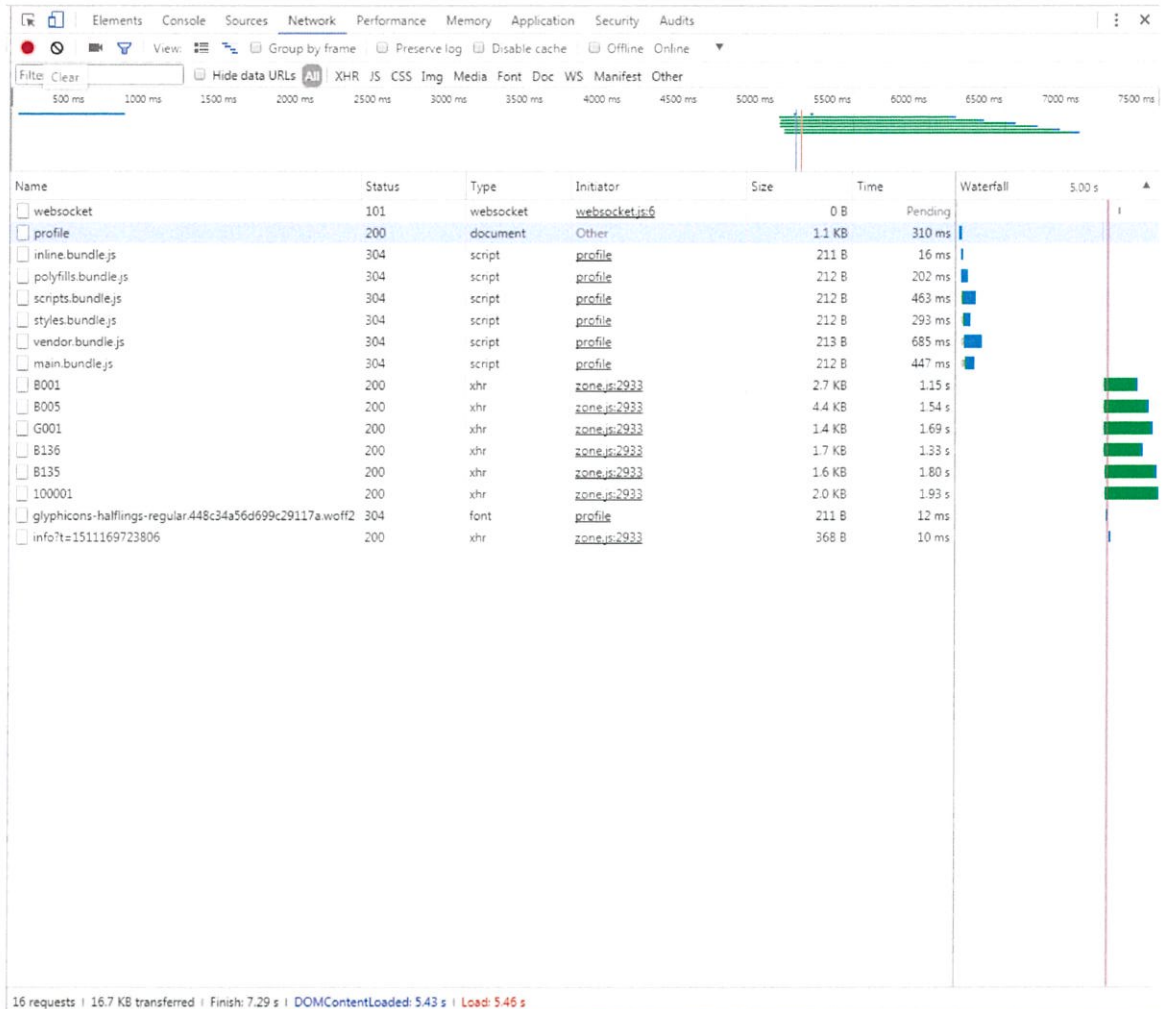 Elements Console Sources Network Performance Memory Application Security Audits
View: Group by frame Preserve log Disable cache Offline Online
Filte Clear Hide data URLs All XHR JS CSS Img Media Font Doc WS Manifest Other
500 ms 1000 ms 1500 ms 2000 ms 2500 ms 3000 ms 3500 ms 4000 ms 4500 ms 5000 ms 5500 ms 6000 ms 6500 ms 7000 ms 7500 ms
Name Status Type Initiator Size Time Waterfall 5.00 s
websocket 101 websocket websocket.js:6 0 B Pending
profile 200 document Other 1.1 KB 310 ms
inline.bundle.js 304 script profile 211 B 16 ms
polyfills.bundle.js 304 script profile 212 B 202 ms
scripts.bundle.js 304 script profile 212 B 463 ms
styles.bundle.js 304 script profile 212 B 293 ms
vendor.bundle.js 304 script profile 213 B 685 ms
main.bundle.js 304 script profile 212 B 447 ms
B001 200 xhr zone.js:2933 2.7 KB 1.15 s
B005 200 xhr zone.js:2933 4.4 KB 1.54 s
G001 200 xhr zone.js:2933 1.4 KB 1.69 s
B136 200 xhr zone.js:2933 1.7 KB 1.33 s
B135 200 xhr zone.js:2933 1.6 KB 1.80 s
100001 200 xhr zone.js:2933 2.0 KB 1.93 s
glyphicons-halflings-regular.448c34a56d699c29117a.woff2 304 font profile 211 B 12 ms
info?t=1511169723806 200 xhr zone.js:2933 368 B 10 ms
16 requests | 16.7 KB transferred | Finish: 7.29 s | DOMContentLoaded: 5.43 s | Load: 5.46 s